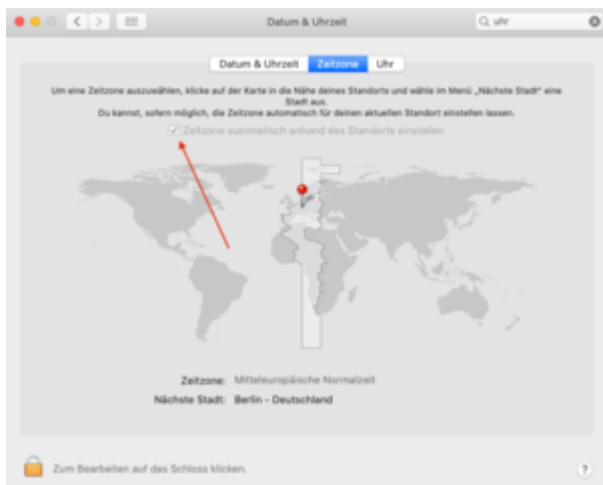 Datum & Uhrzeit
uhr
Datum & Uhrzeit Zeitzone Uhr
Um eine Zeitzone auszuwählen, klicke auf der Karte in die Nähe deines Standorts und wähle im Menü „Nächste Stadt“ eine
Stadt aus.
Du kannst, sofern möglich, die Zeitzone automatisch für deinen aktuellen Standort einstellen lassen.
Zeitzone automatisch anhand des Standorts einstellen
Zeitzone: Mitteleuropäische Normalzeit
Nächste Stadt: Berlin - Deutschland
Zum Bearbeiten auf das Schloss klicken.
?